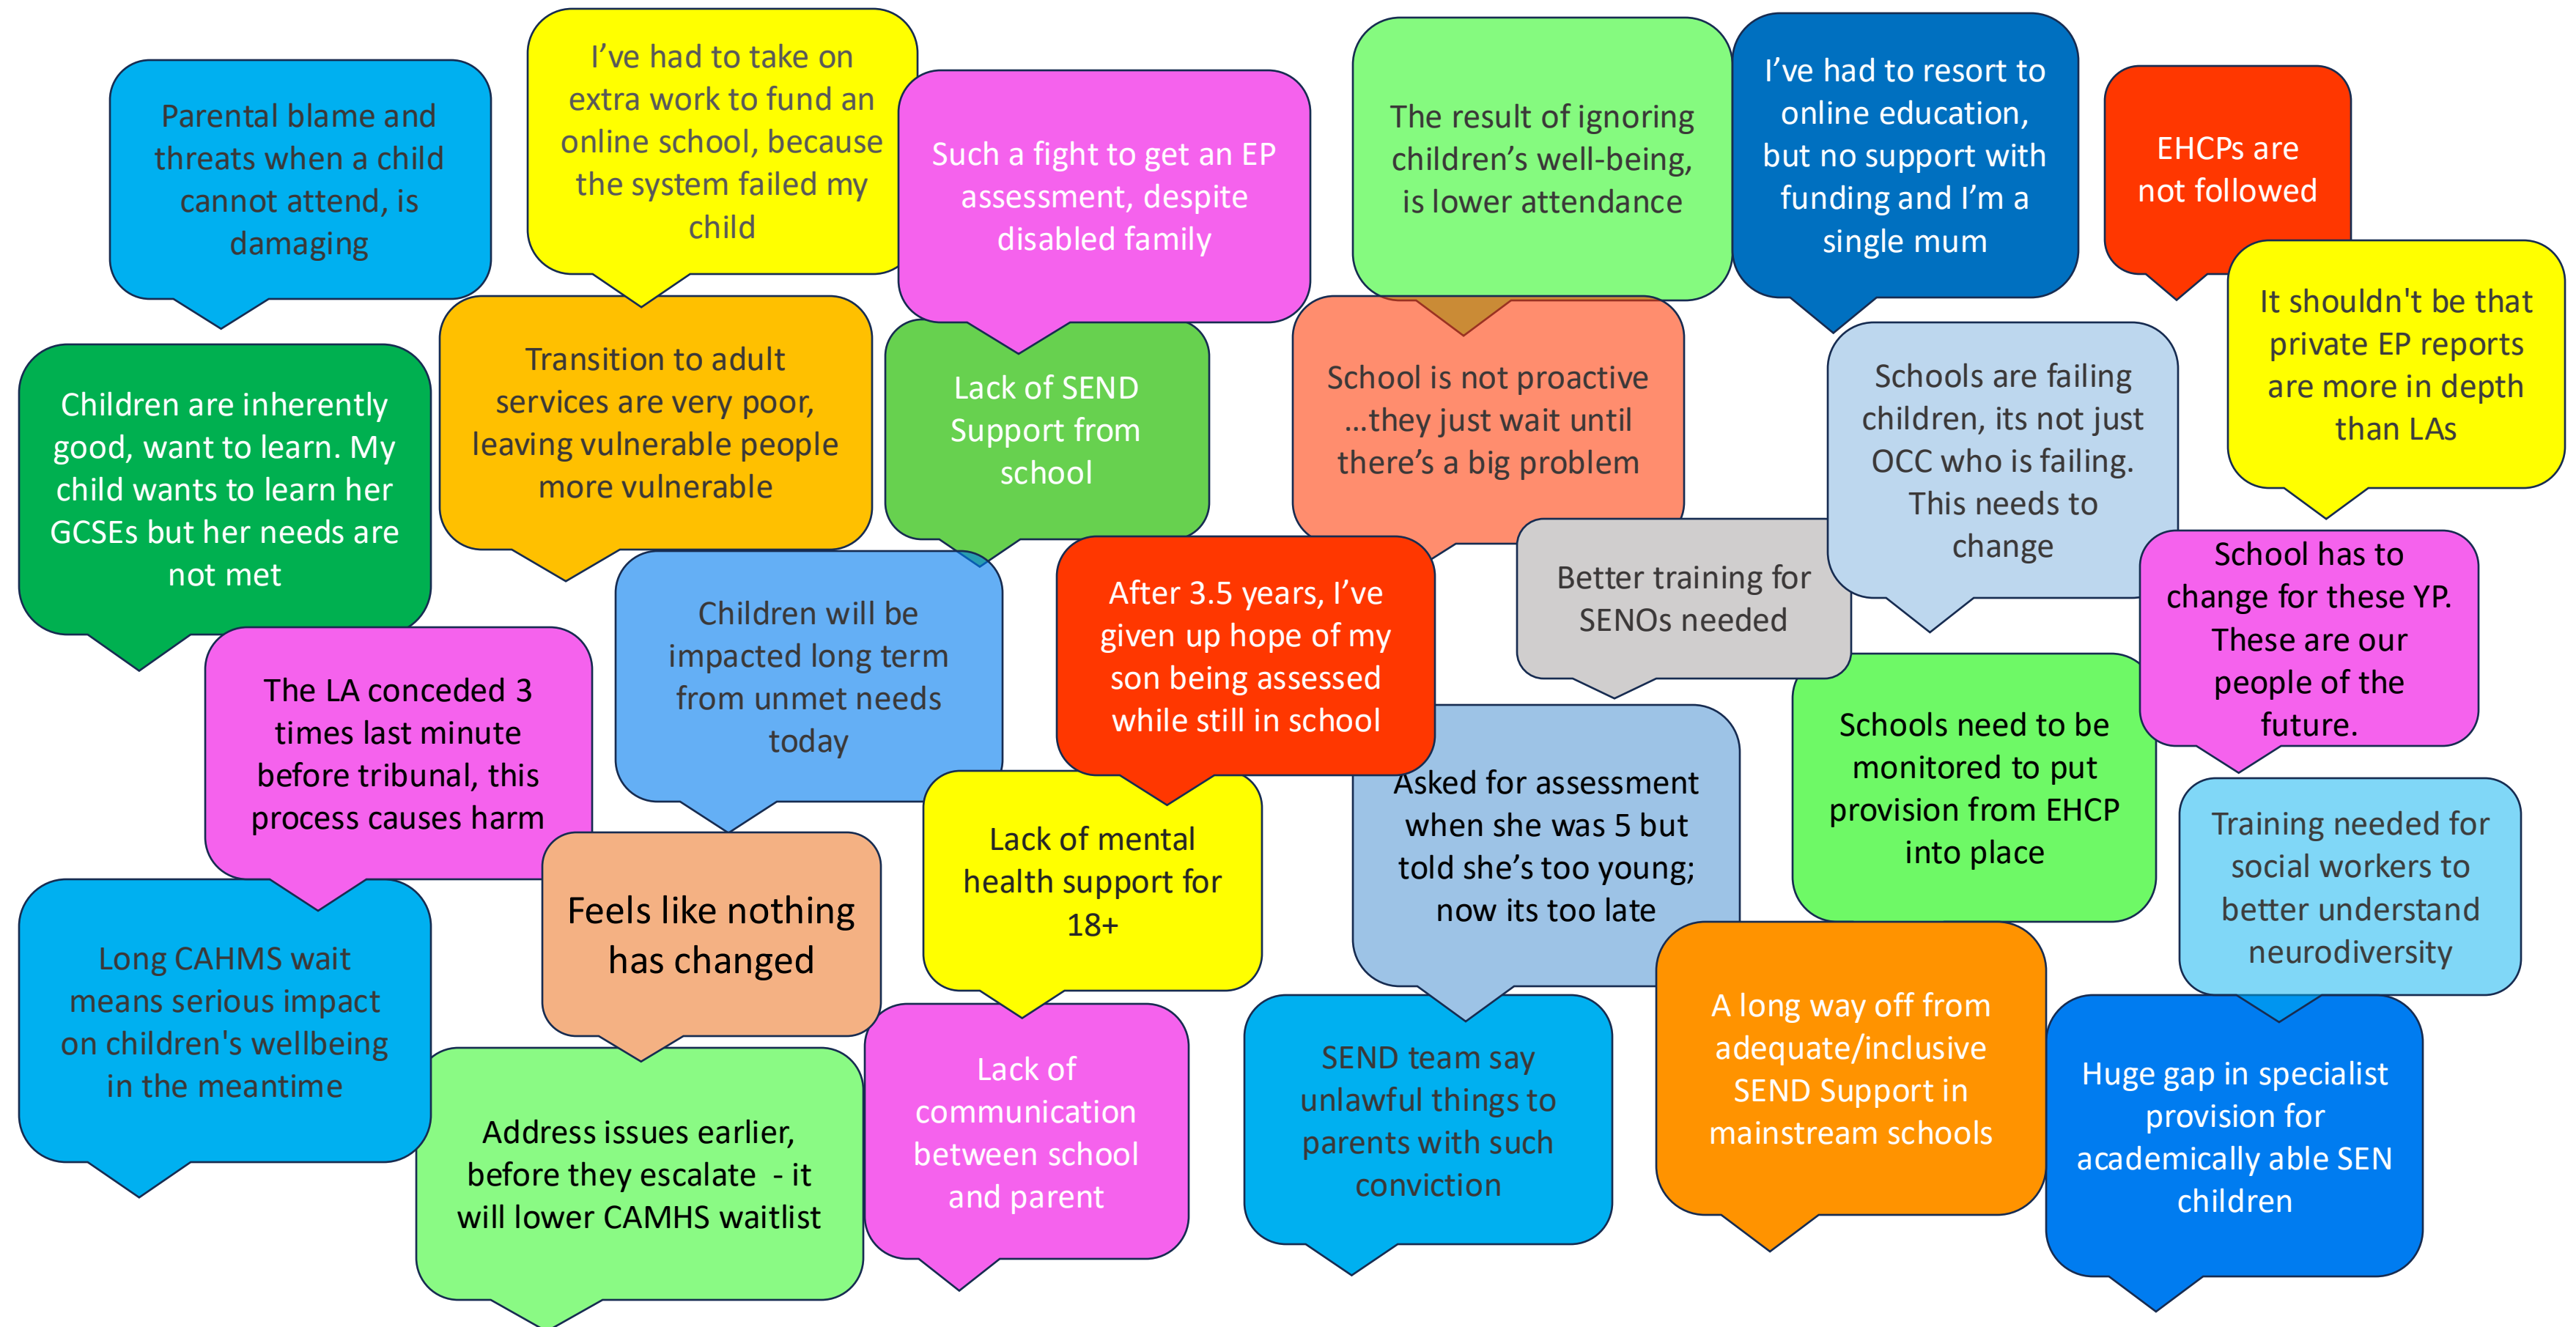 Parental blame and
threats when a child
cannot attend, is
damaging
I've had to take on
extra work to fund an
online school, because
the system failed my
child
Such a fight to get an EP
assessment, despite
disabled family
The result of ignoring
children's well-being,
is lower attendance
I've had to resort to
online education,
but no support with
funding and I'm a
single mum
EHCPs are
not followed
It shouldn't be that
private EP reports
are more in depth
than LAs
Children are inherently
good, want to learn. My
child wants to learn her
GCSEs but her needs are
not met
Transition to adult
services are very poor,
leaving vulnerable people
more vulnerable
Lack of SEND
Support from
school
School is not proactive
...they just wait until
there's a big problem
Schools are failing
children, its not just
OCC who is failing.
This needs to
change
School has to
change for these YP.
These are our
people of the
future.
The LA conceded 3
times last minute
before tribunal, this
process causes harm
Children will be
impacted long term
from unmet needs
today
After 3.5 years, I've
given up hope of my
son being assessed
while still in school
Better training for
SENOs needed
Asked for assessment
when she was 5 but
told she's too young;
now its too late
Schools need to be
monitored to put
provision from EHCP
into place
Training needed for
social workers to
better understand
neurodiversity
Long CAHMS wait
means serious impact
on children's wellbeing
in the meantime
Feels like nothing
has changed
Lack of mental
health support for
18+
Address issues earlier,
before they escalate  - it
will lower CAMHS waitlist
Lack of
communication
between school
and parent
SEND team say
unlawful things to
parents with such
conviction
A long way off from
adequate/inclusive
SEND Support in
mainstream schools
Huge gap in specialist
provision for
academically able SEN
children